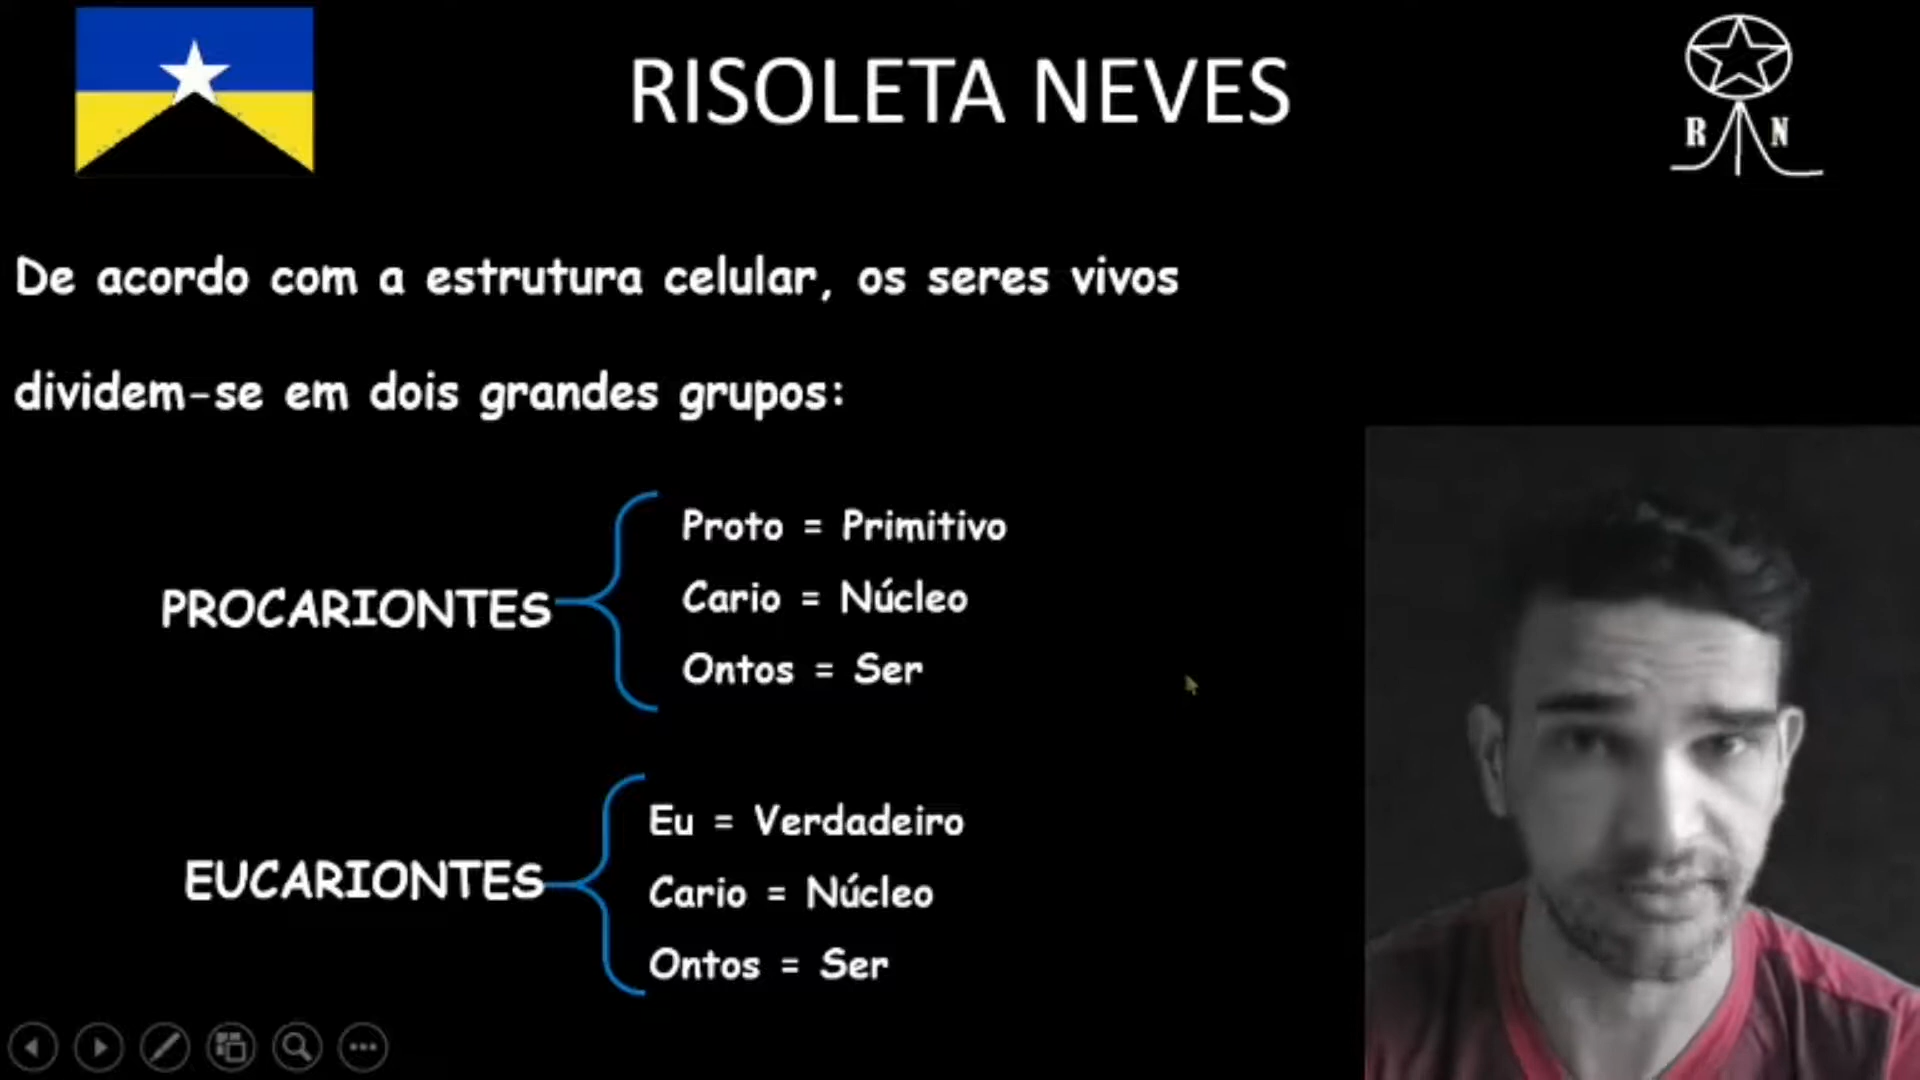 RISOLETA NEVES
R N
De acordo com a estrutura celular, os seres vivos
dividem-se em dois grandes grupos:
PROCARIONTES
Proto = Primitivo
Cario = Núcleo
Ontos = Ser
EUCARIONTES
Eu = Verdadeiro
Cario = Núcleo
Ontos = Ser